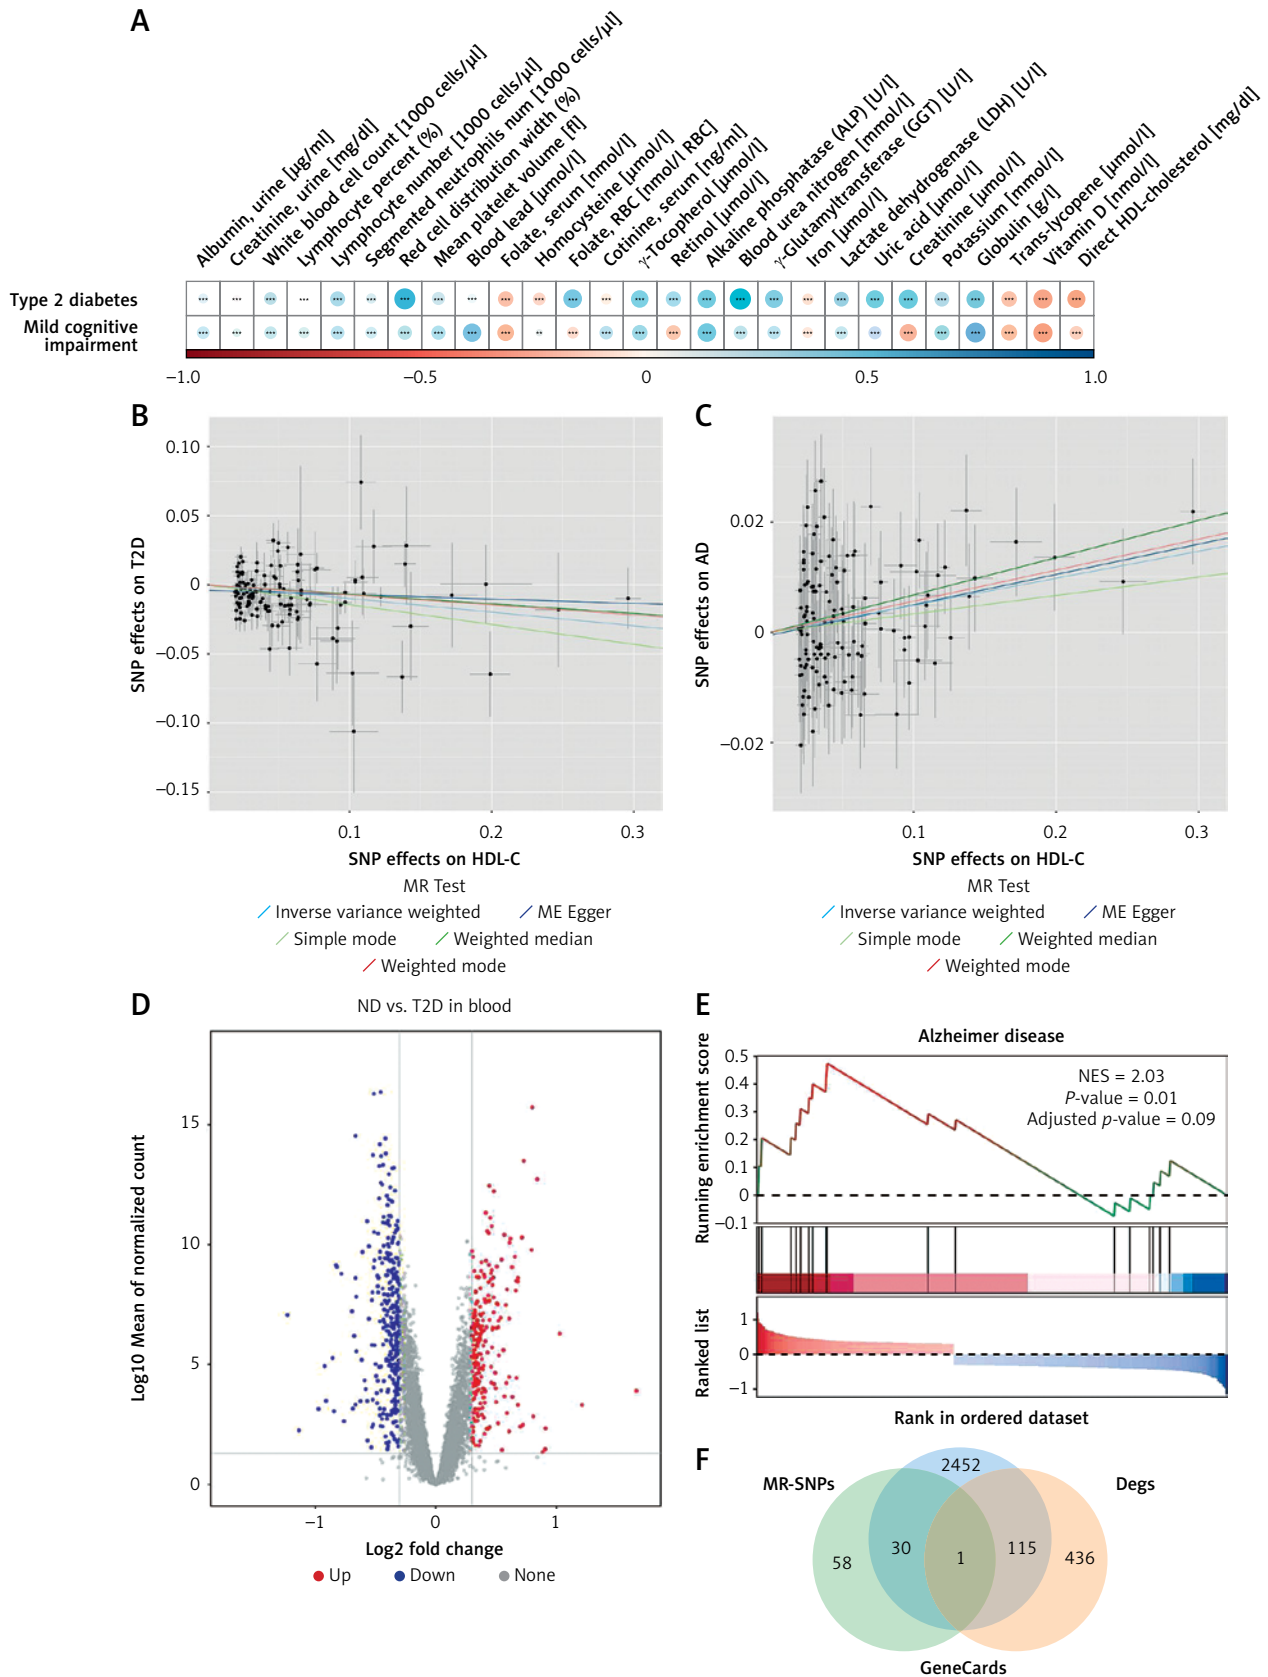 A
Albumin, urine [µg/ml]
Creatinine, urine [mg/dl]
White blood cell count [1000 cells/µl]
Lymphocyte percent (%)
Lymphocyte number [1000 cells/µl]
Segmented neutrophils num [1000 cells/µl]
Red cell distribution width (%)
Mean platelet volume [fl]
Blood lead [µmol/l]
Folate, serum [nmol/l]
Homocysteine [µmol/l]
Folate, RBC [nmol/l RBC]
Cotinine, serum [ng/ml]
γ-Tocopherol [µmol/l]
Retinol [µmol/l]
Alkaline phosphatase (ALP) [U/l]
Blood urea nitrogen [mmol/l]
γ-Glutamyltransferase (GGT) [U/l]
Iron [µmol/l]
Lactate dehydrogenase (LDH) [U/l]
Uric acid [µmol/l]
Creatinine [µmol/l]
Potassium [mmol/l]
Globulin [g/l]
Trans-lycopene [µmol/l]
Vitamin D [nmol/l]
Direct HDL-cholesterol [mg/dl]
Type 2 diabetes
Mild cognitive
impairment
−1.0 −0.5 0 0.5 1.0
B
SNP effects on T2D
0.10
0.05
0
−0.05
−0.10
−0.15
0.1 0.2 0.3
SNP effects on HDL-C
MR Test
Inverse variance weighted ME Egger
Simple mode Weighted median
Weighted mode
C
SNP effects on AD
0.02
0
−0.02
0.1 0.2 0.3
SNP effects on HDL-C
MR Test
Inverse variance weighted ME Egger
Simple mode Weighted median
Weighted mode
D
ND vs. T2D in blood
Log10 Mean of normalized count
15
10
5
0
−1 0 1
Log2 fold change
Up Down None
E
Alzheimer disease
Running enrichment score
0.5
0.4
0.3
0.2
0.1
0
−0.1
NES = 2.03
P-value = 0.01
Adjusted p-value = 0.09
Ranked list
1
0
−1
Rank in ordered dataset
F
MR-SNPs
2452
Degs
58
30
1
115
436
GeneCards